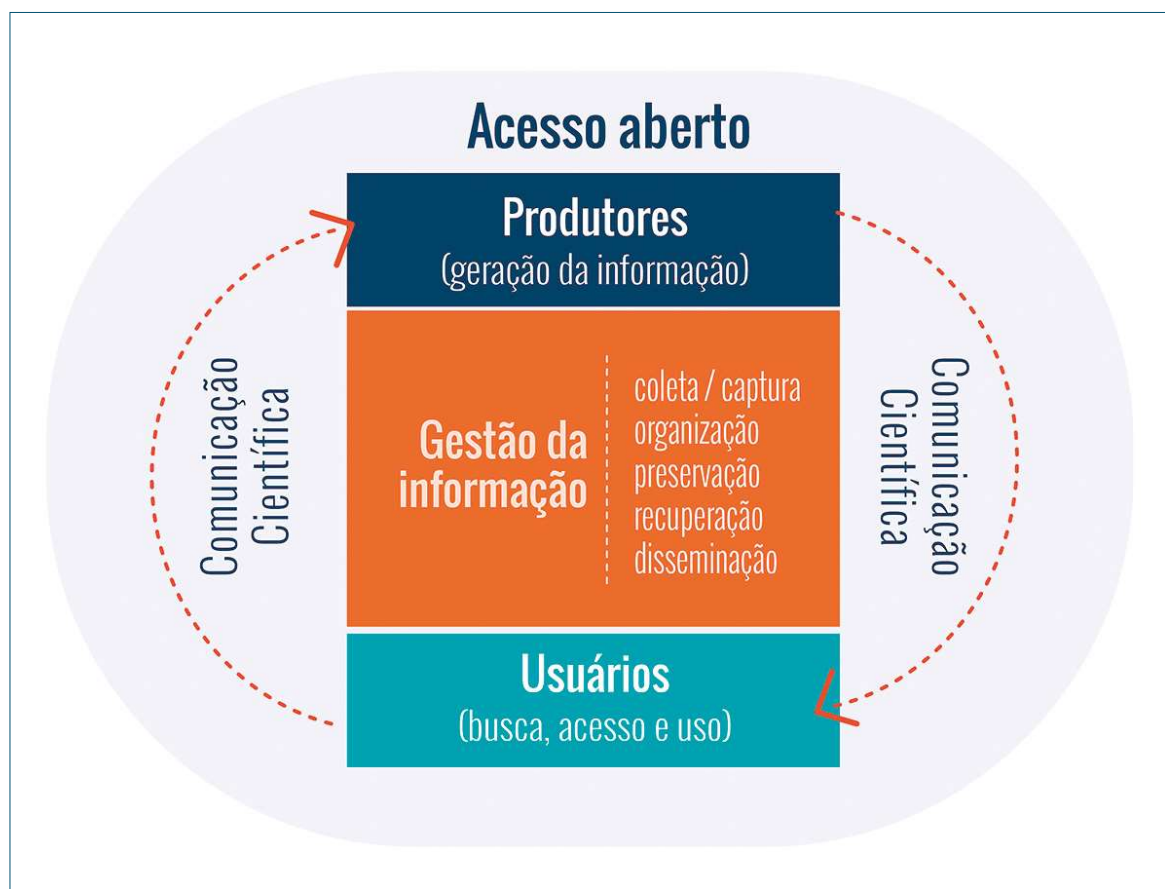 Acesso aberto
Produtores
(geração da informação)
Comunicação
Científica
Gestão da
informação
coleta / captura
organização
preservação
recuperação
disseminação
Comunicação
Científica
Usuários
(busca, acesso e uso)